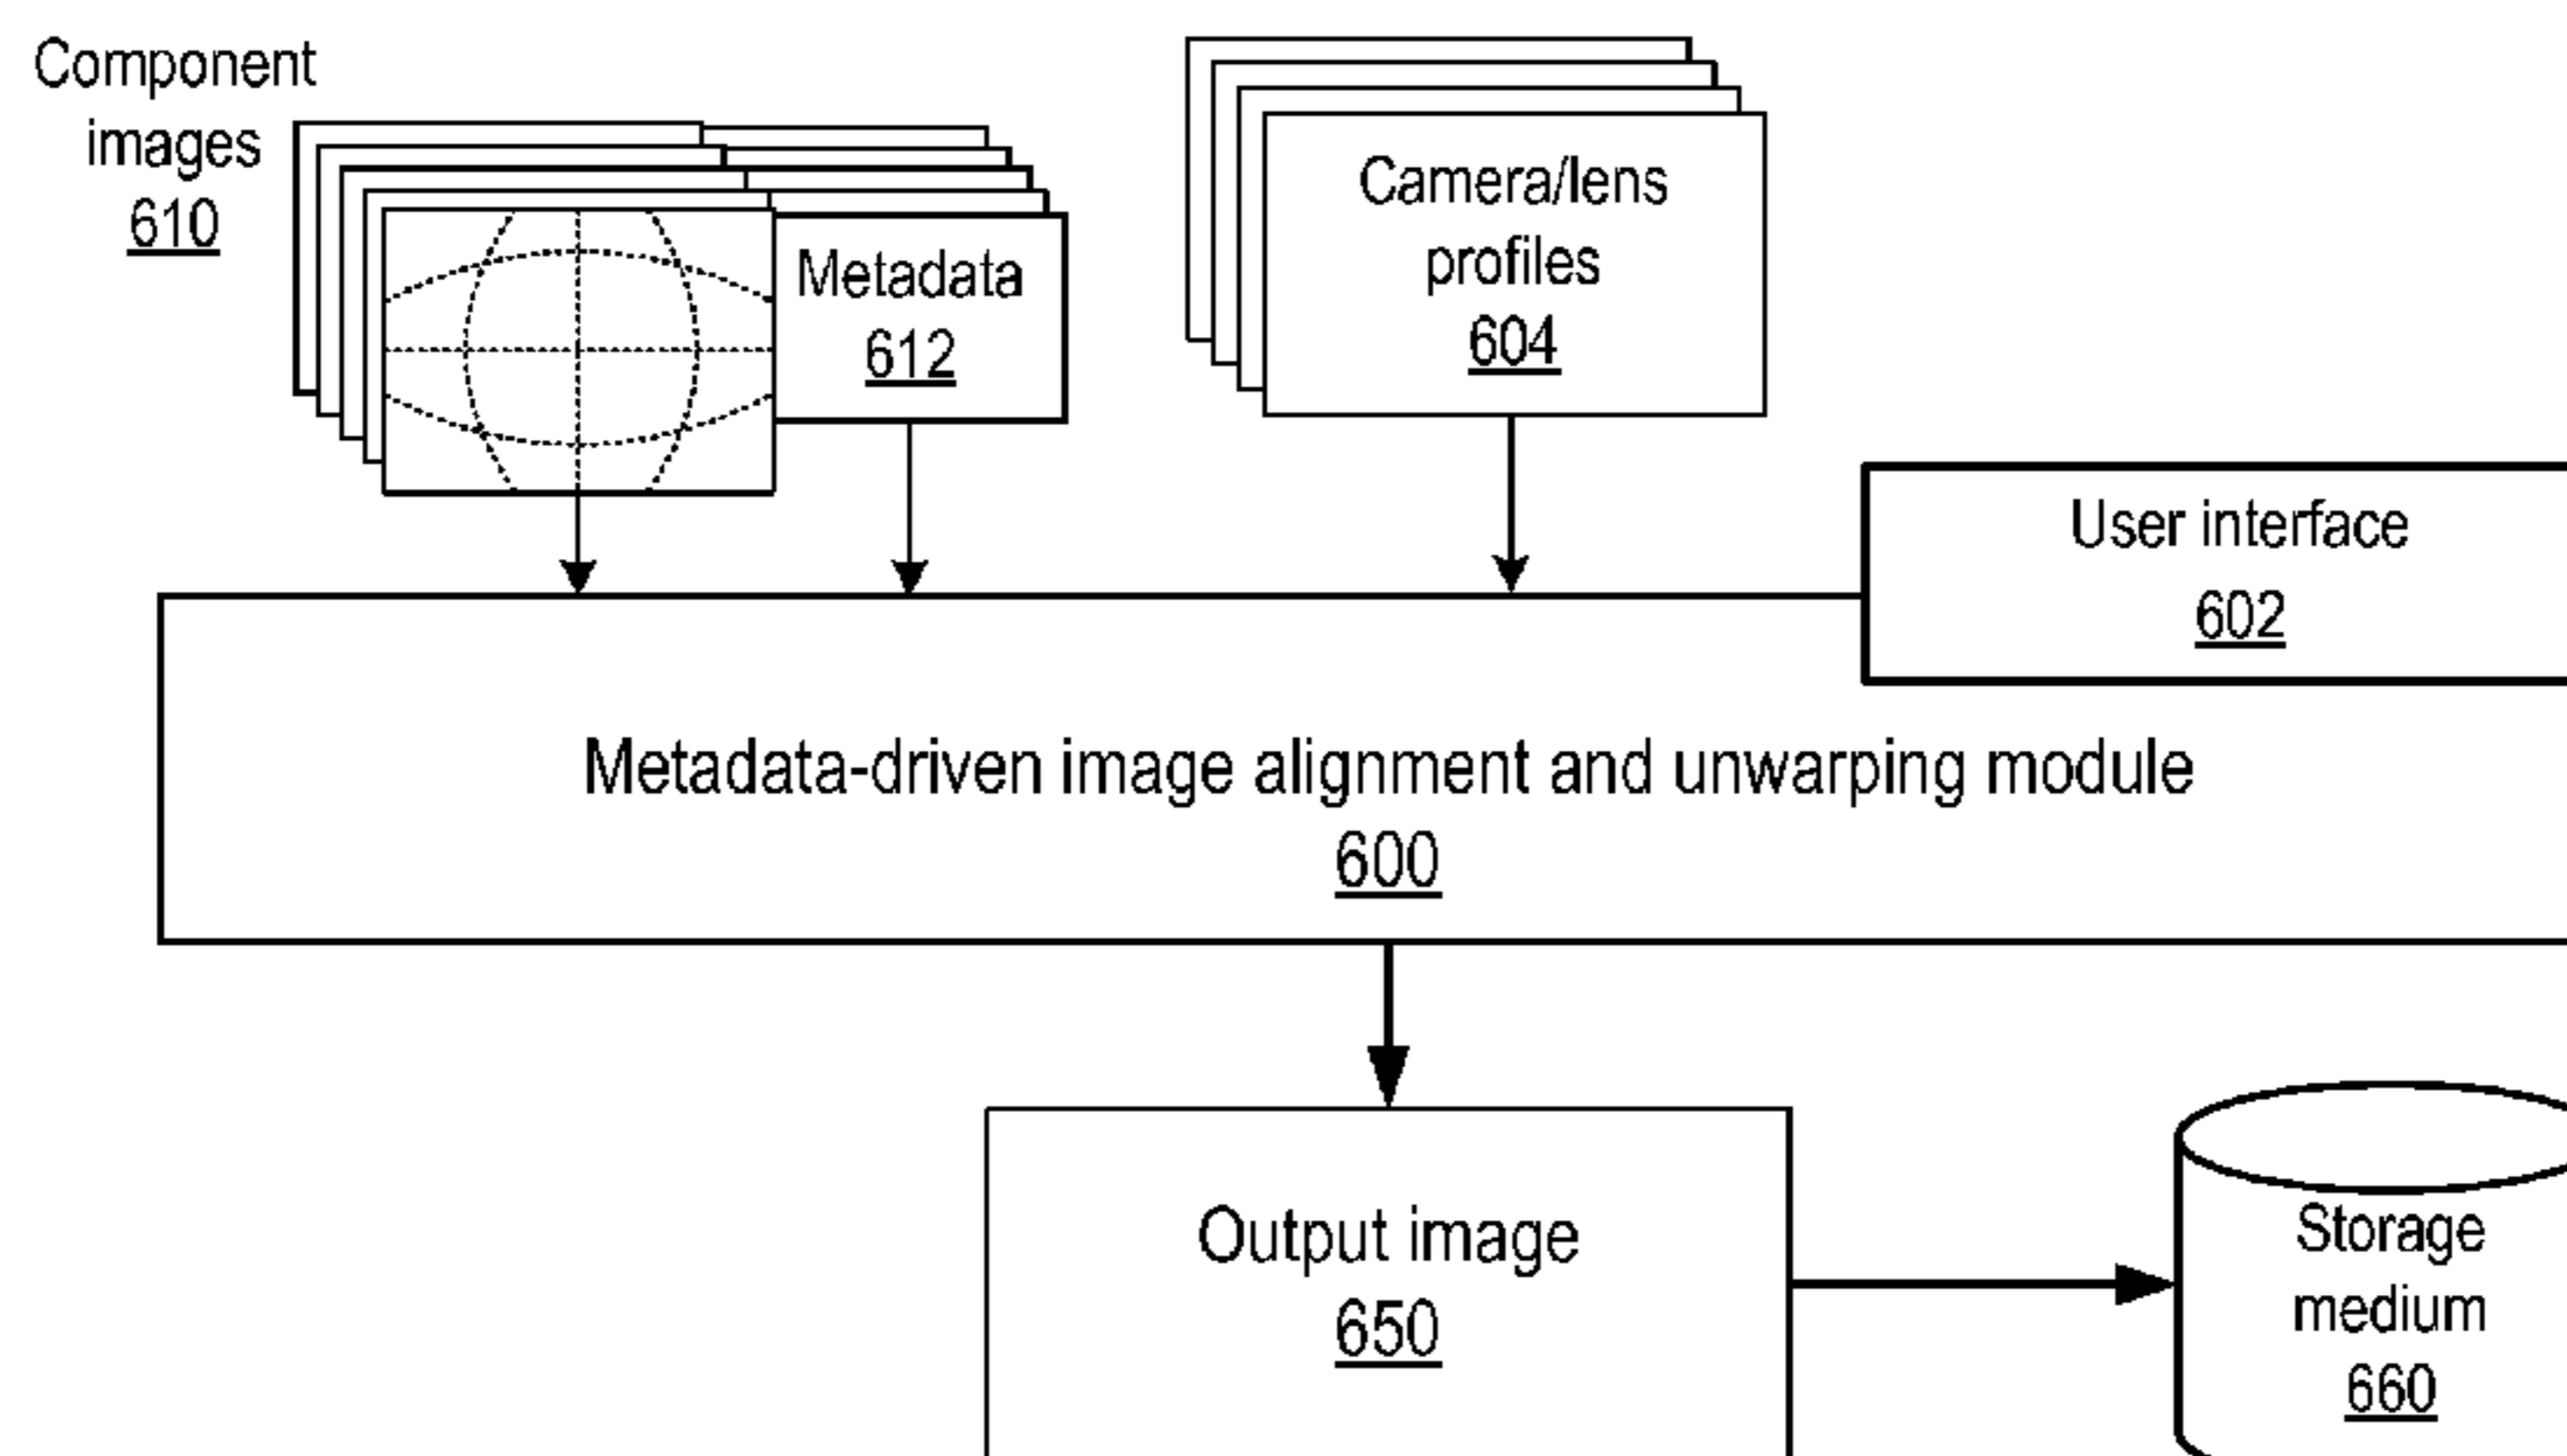 Component
images
610
Metadata
612
Camera/lens
profiles
604
User interface
602
Metadata-driven image alignment and unwarping module
600
Output image
650
Storage
medium
660